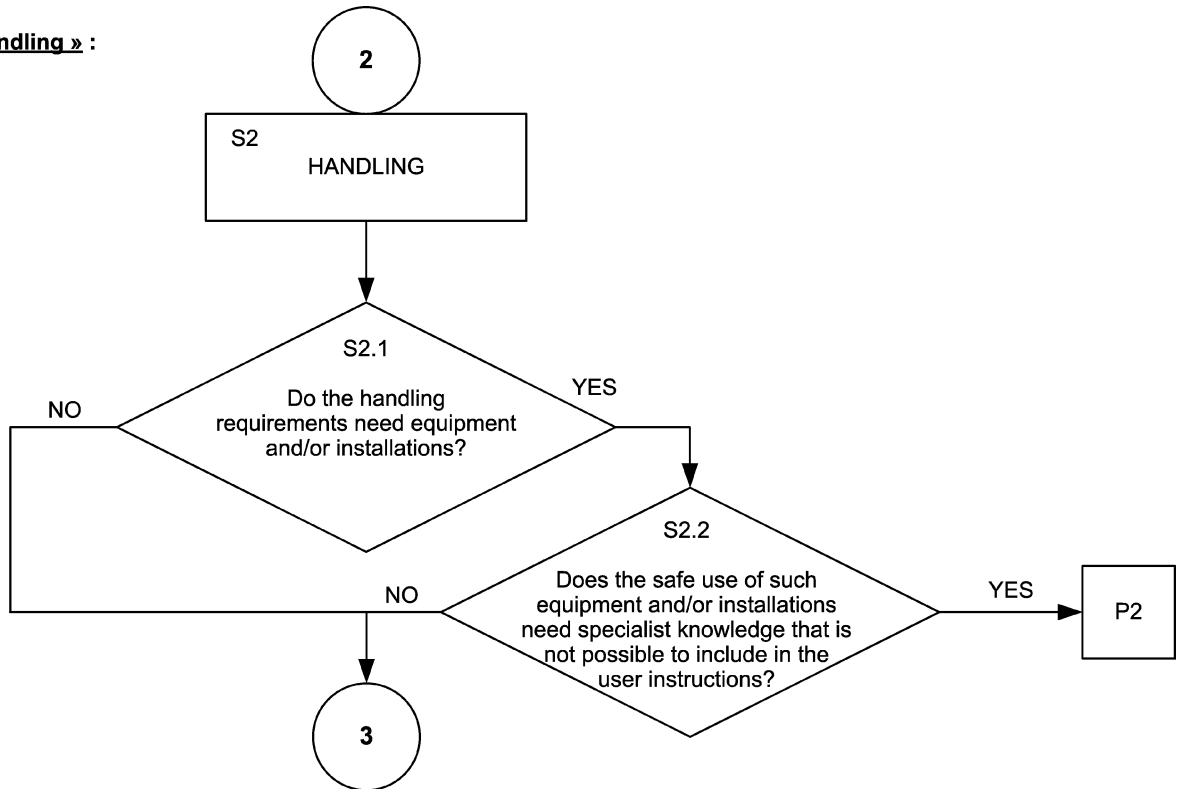 ndling » :
2
S2
HANDLING
S2.1
Do the handling
requirements need equipment
and/or installations?
NO
YES
S2.2
Does the safe use of such
equipment and/or installations
need specialist knowledge that is
not possible to include in the
user instructions?
NO
YES
P2
3